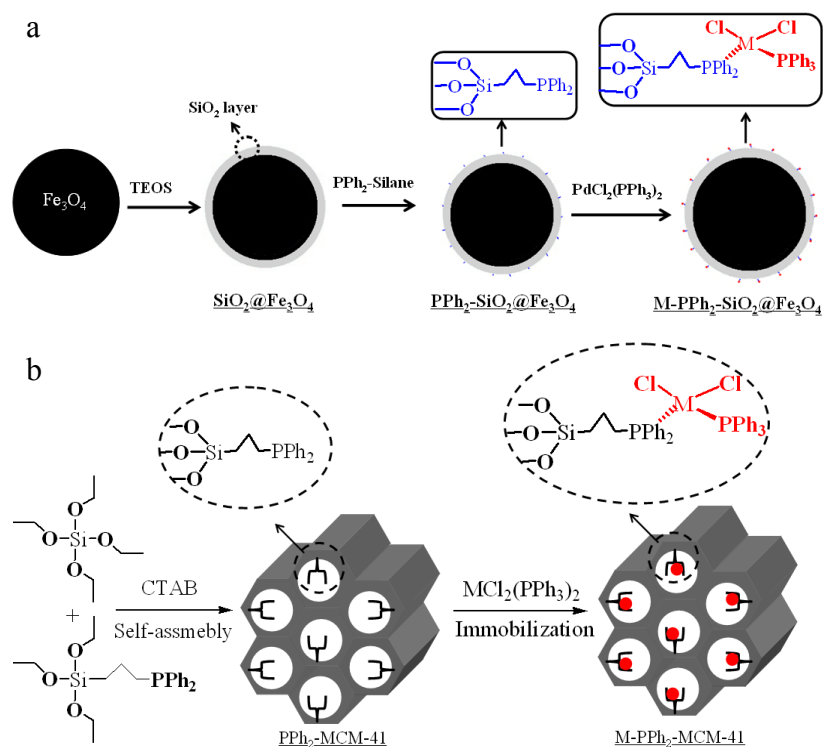 a
SiO2 layer
Fe3O4
TEOS
SiO2@Fe3O4
PPh2-Silane
O
O
O
Si
PPh2
PPh2-SiO2@Fe3O4
PdCl2(PPh3)2
Cl
Cl
M
O
O
O
Si
PPh2
PPh3
M-PPh2-SiO2@Fe3O4
b
O
O
O
Si
PPh2
Cl
Cl
M
O
O
O
Si
PPh2
PPh3
O
O
Si
O
O
+
O
O
Si
O
PPh2
CTAB
Self-assmebly
PPh2-MCM-41
MCl2(PPh3)2
Immobilization
M-PPh2-MCM-41